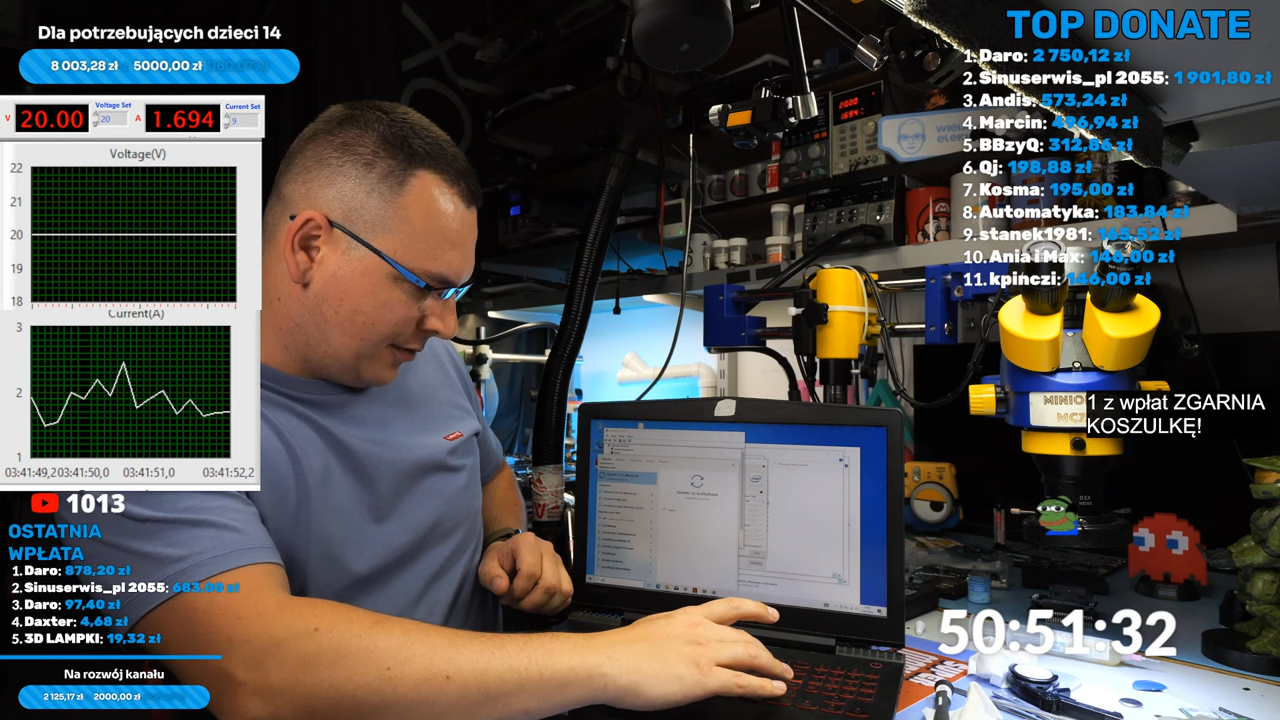 Dla potrzebujących dzieci 14
8 003,28 zł 5000,00 zł
V 20.00 Voltage Set 20 A 1.694 Current Set 9
Voltage(V)
22
21
20
19
18
Current(A)
3
2
1
03:41:49,2 03:41:50,0 03:41:51,0 03:41:52,2
1013
OSTATNIA
WPŁATA
1. Daro: 878,20 zł
2. Sinuserwis_pl 2055: 683,00 zł
3. Daro: 97,40 zł
4. Daxter: 4,68 zł
5. 3D LAMPKI: 19,32 zł
Na rozwój kanału
2 125,17 zł 2000,00 zł
TOP DONATE
1. Daro: 2 750,12 zł
2. Sinuserwis_pl 2055: 1 901,80 zł
3. Andis: 573,24 zł
4. Marcin: 496,94 zł
5. BBzyQ: 312,86 zł
6. Qj: 198,88 zł
7. Kosma: 195,00 zł
8. Automatyka: 183,84 zł
9. stanek1981: 165,52 zł
10. Ania i Max: 146,00 zł
11. kpinczi: 146,00 zł
MINIO
MCZ
1 z wpłat ZGARNIA
KOSZULKĘ!
50:51:32